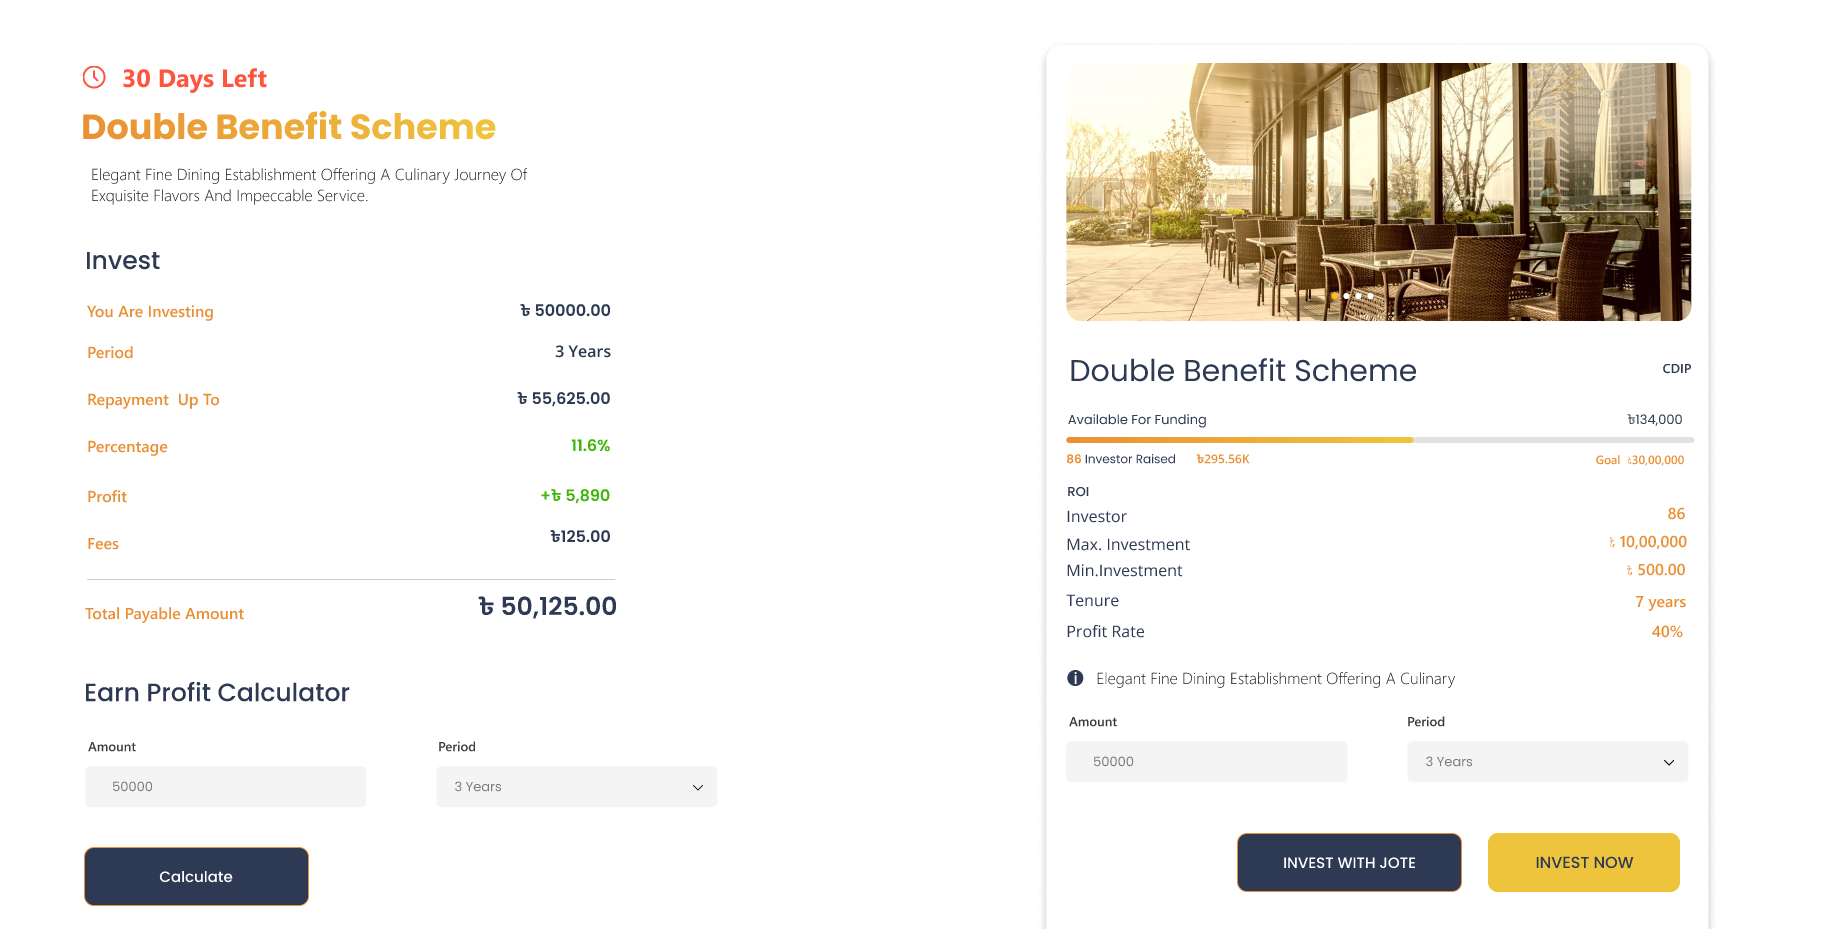 30 Days Left
Double Benefit Scheme
Elegant Fine Dining Establishment Offering A Culinary Journey Of
Exquisite Flavors And Impeccable Service.
Invest
You Are Investing ৳ 50000.00
Period 3 Years
Repayment Up To ৳ 55,625.00
Percentage 11.6%
Profit +৳ 5,890
Fees ৳125.00
Total Payable Amount ৳ 50,125.00
Earn Profit Calculator
Amount Period
50000 3 Years
Calculate
Double Benefit Scheme CDIP
Available For Funding ৳134,000
86 Investor Raised ৳295.56K Goal ৳30,00,000
ROI
Investor 86
Max. Investment ৳ 10,00,000
Min.Investment ৳ 500.00
Tenure 7 years
Profit Rate 40%
Elegant Fine Dining Establishment Offering A Culinary
Amount Period
50000 3 Years
INVEST WITH JOTE INVEST NOW